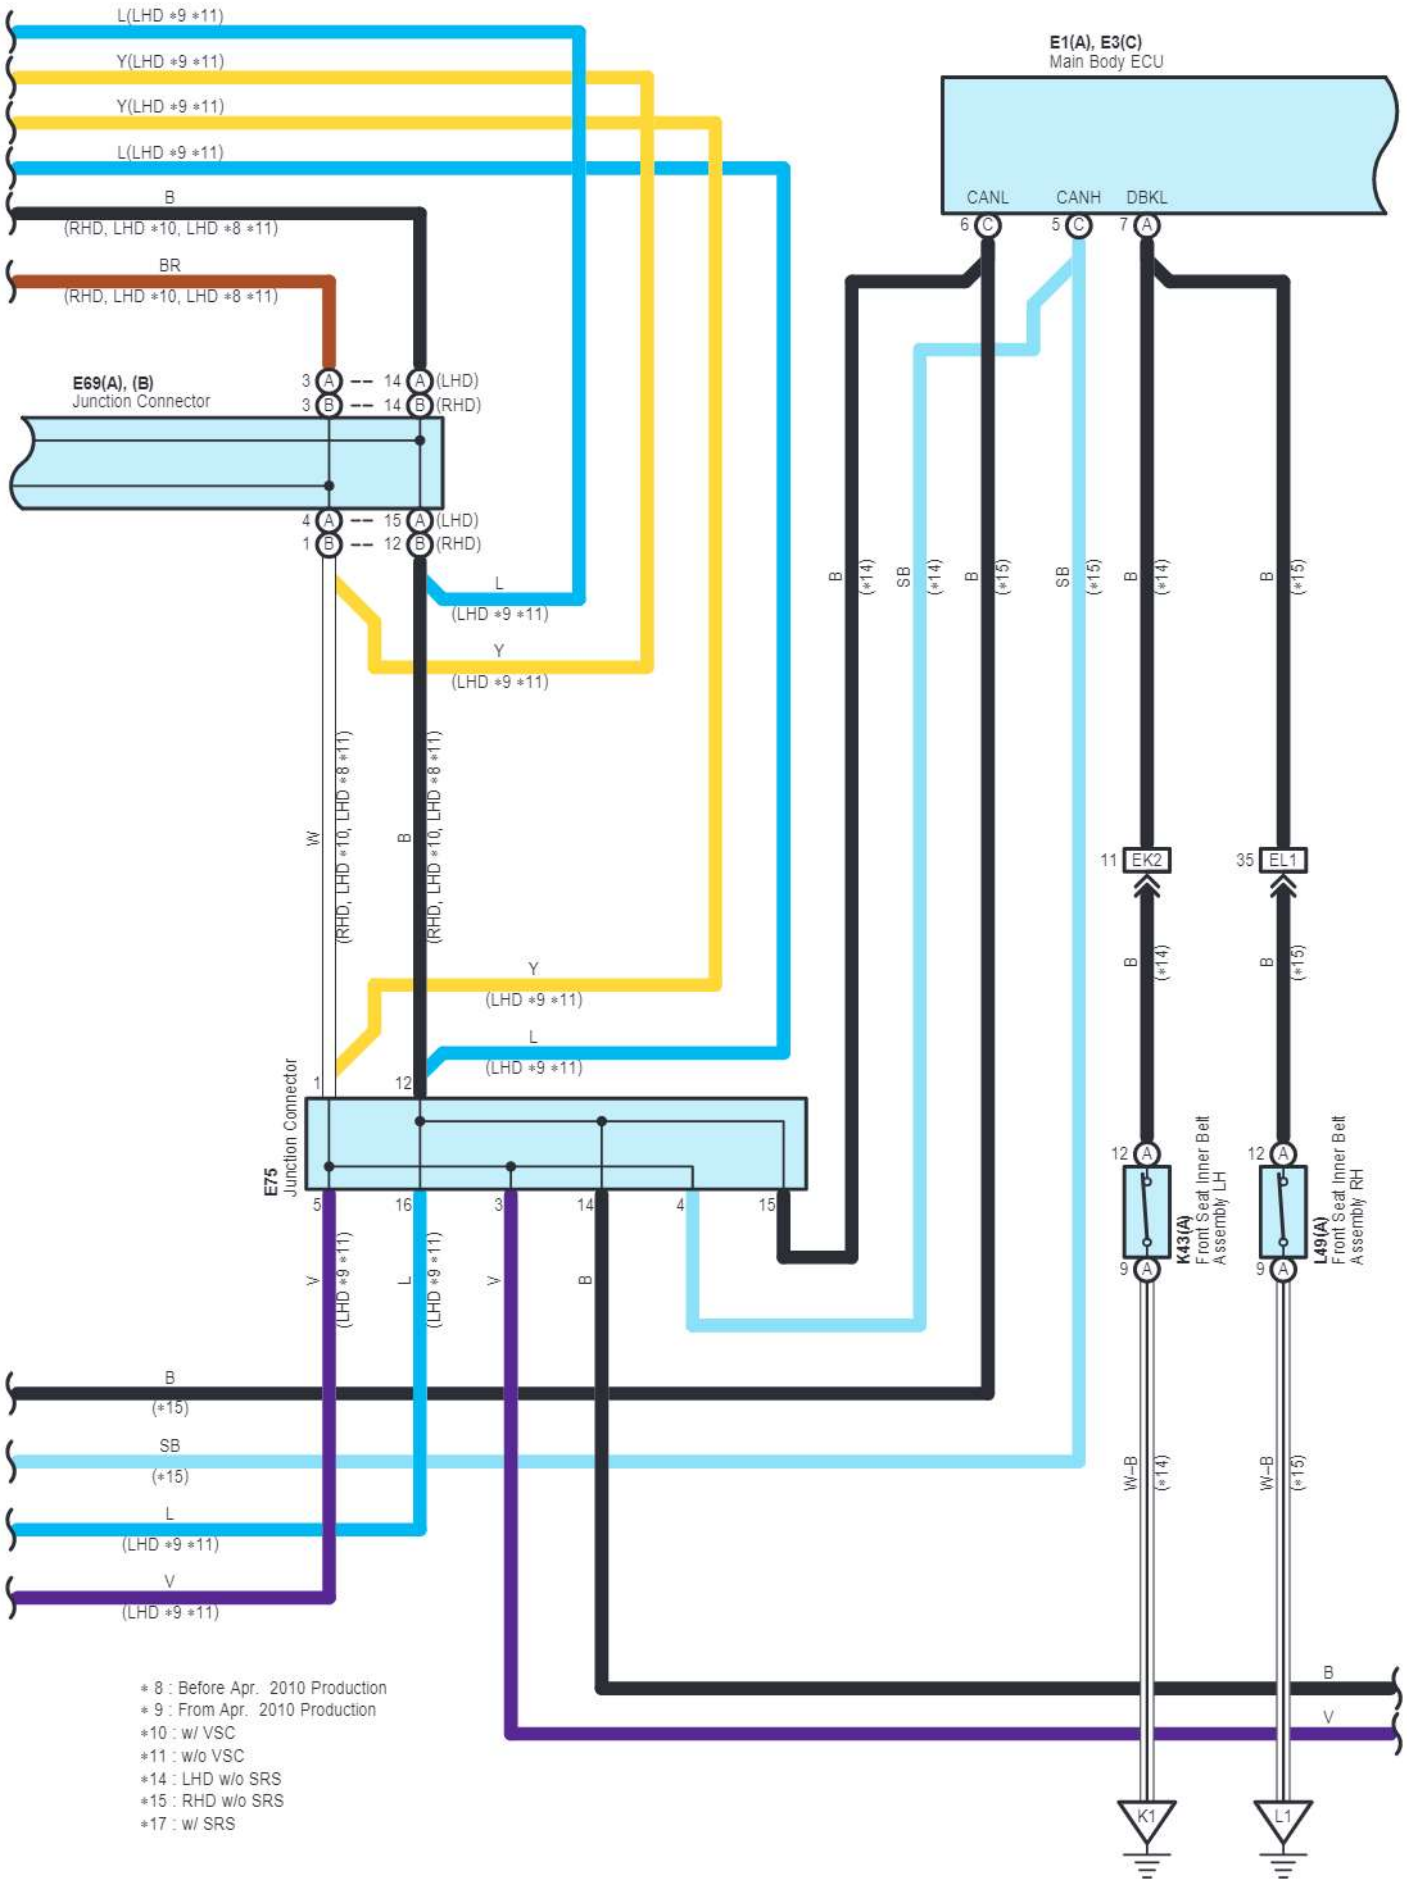 L(LHD *9 *11)
Y(LHD *9 *11)
Y(LHD *9 *11)
L(LHD *9 *11)
B
(RHD, LHD *10, LHD *8 *11)
BR
(RHD, LHD *10, LHD *8 *11)
E1(A), E3(C)
Main Body ECU
CANL CANH DBKL
6 C 5 C 7 A
E69(A), (B)
Junction Connector
3 A -- 14 A (LHD)
3 B -- 14 B (RHD)
4 A -- 15 A (LHD)
1 B -- 12 B (RHD)
L
(LHD *9 *11)
Y
(LHD *9 *11)
B
(*14)
SB
(*14)
B
(*15)
SB
(*15)
B
(*14)
B
(*15)
W
(RHD, LHD *10, LHD *8 *11)
B
(RHD, LHD *10, LHD *8 *11)
11 EK2
35 EL1
B
(*14)
B
(*15)
Y
(LHD *9 *11)
L
(LHD *9 *11)
1 12
E75
Junction Connector
5 16 3 14 4 15
12 A
12 A
K43(A)
Front Seat Inner Belt
Assembly LH
L49(A)
Front Seat Inner Belt
Assembly RH
9 A
9 A
V
(LHD *9 *11)
L
(LHD *9 *11)
V
B
B
(*15)
SB
(*15)
L
(LHD *9 *11)
V
(LHD *9 *11)
W-B
(*14)
W-B
(*15)
B
V
* 8 : Before Apr. 2010 Production
* 9 : From Apr. 2010 Production
*10 : w/ VSC
*11 : w/o VSC
*14 : LHD w/o SRS
*15 : RHD w/o SRS
*17 : w/ SRS
K1
L1